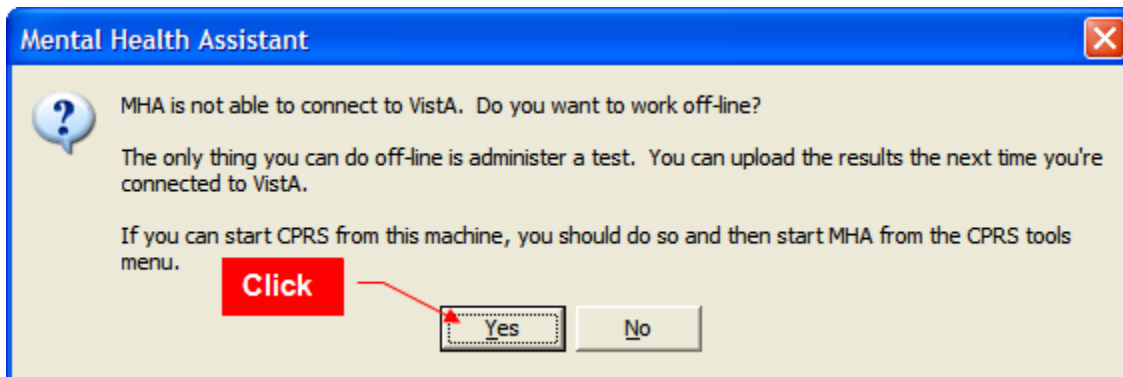 Mental Health Assistant
MHA is not able to connect to VistA. Do you want to work off-line?
The only thing you can do off-line is administer a test. You can upload the results the next time you're
connected to VistA.
If you can start CPRS from this machine, you should do so and then start MHA from the CPRS tools
menu.
Click
Yes No